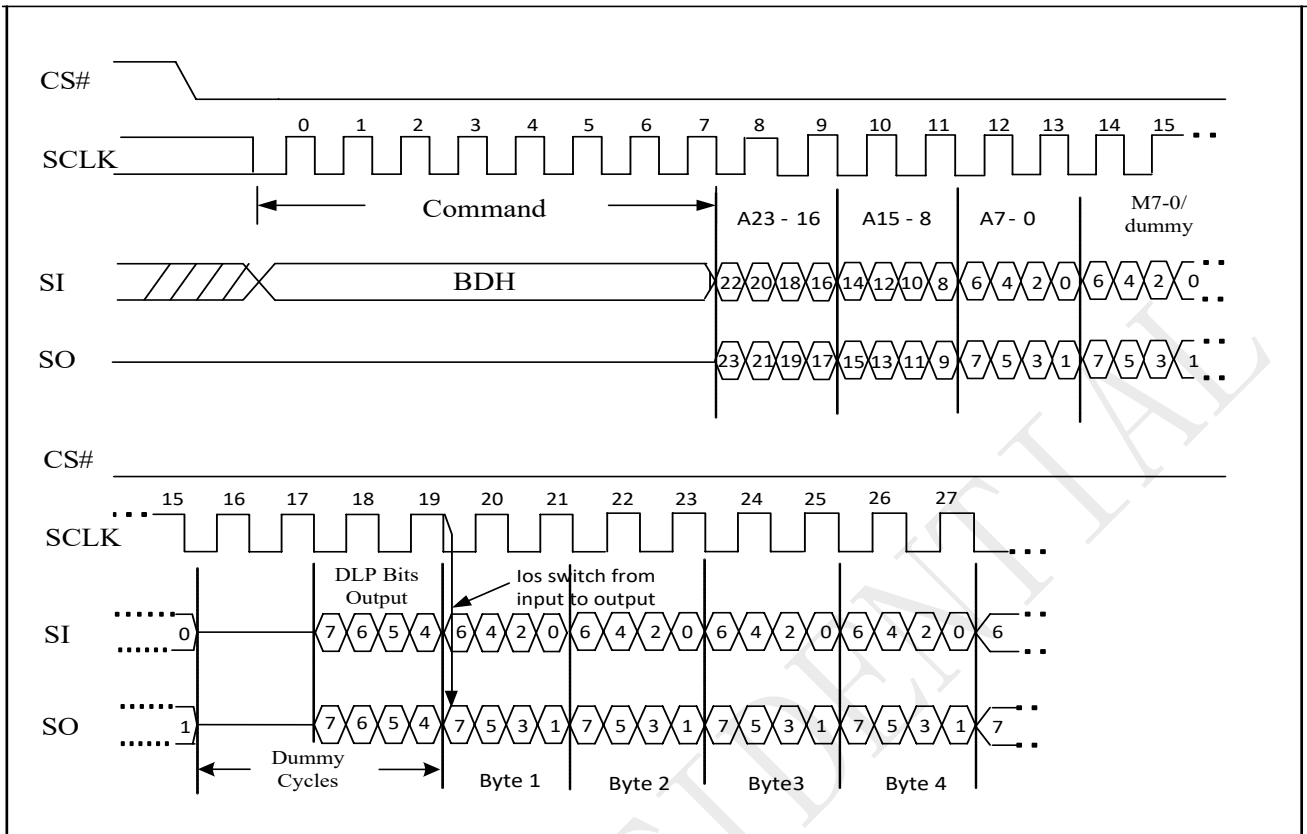 CS#
0 1 2 3 4 5 6 7 8 9 10 11 12 13 14 15
SCLK
Command A23 - 16 A15 - 8 A7 - 0 M7-0/
dummy
SI BDH 22 20 18 16 14 12 10 8 6 4 2 0 6 4 2 0
SO 23 21 19 17 15 13 11 9 7 5 3 1 7 5 3 1
CS#
15 16 17 18 19 20 21 22 23 24 25 26 27
SCLK
DLP Bits
Output
Ios switch from
input to output
SI 0 7 6 5 4 6 4 2 0 6 4 2 0 6 4 2 0 6 4 2 0 6
SO 1 7 6 5 4 7 5 3 1 7 5 3 1 7 5 3 1 7 5 3 1 7
Dummy
Cycles
Byte 1 Byte 2 Byte3 Byte 4